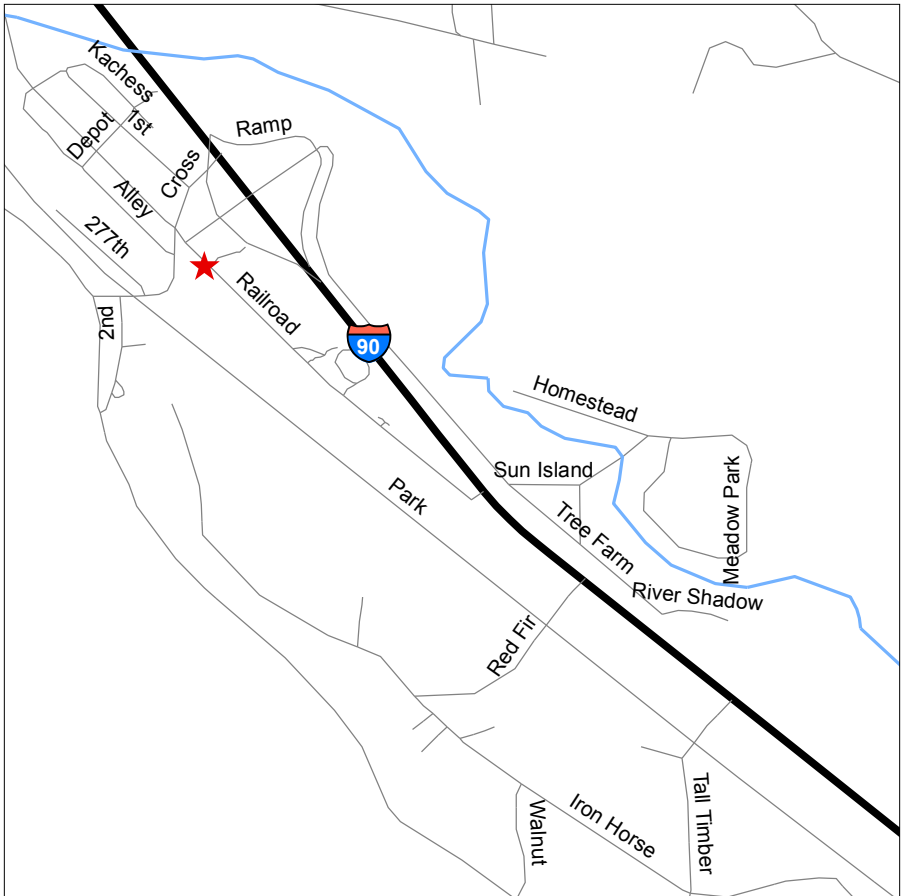 Kachess
Ramp
1st
Depot
Cross
Alley
277th
Railroad
2nd
90
Homestead
Sun Island
Meadow Park
Park
Tree Farm
River Shadow
Red Fir
Tall Timber
Iron Horse
Walnut